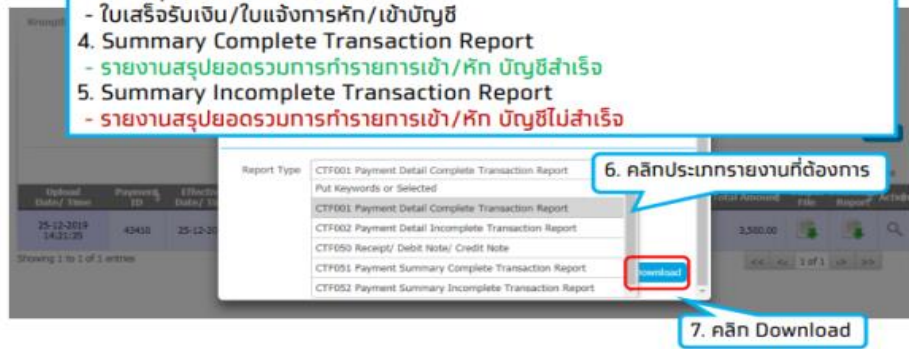 - ใบเสร็จรับเงิน/ใบแจ้งการหัก/เข้าบัญชี
4. Summary Complete Transaction Report
- รายงานสรุปยอดรวมการทำรายการเข้า/หัก บัญชีสำเร็จ
5. Summary Incomplete Transaction Report
- รายงานสรุปยอดรวมการทำรายการเข้า/หัก บัญชีไม่สำเร็จ
Report Type
CTF001 Payment Detail Complete Transaction Report
6. คลิกประเภทรายงานที่ต้องการ
Put Keywords or Selected
CTF001 Payment Detail Complete Transaction Report
CTF002 Payment Detail Incomplete Transaction Report
CTF050 Receipt/ Debit Note/ Credit Note
CTF051 Payment Summary Complete Transaction Report
CTF052 Payment Summary Incomplete Transaction Report
Upload Date/ Time
Payment ID
Total Amount
File
Report
25-12-2019 14:21:25
43410
25-12-20
3,500.00
Showing 1 to 1 of 1 entries
1 of 1
Download
7. คลิก Download